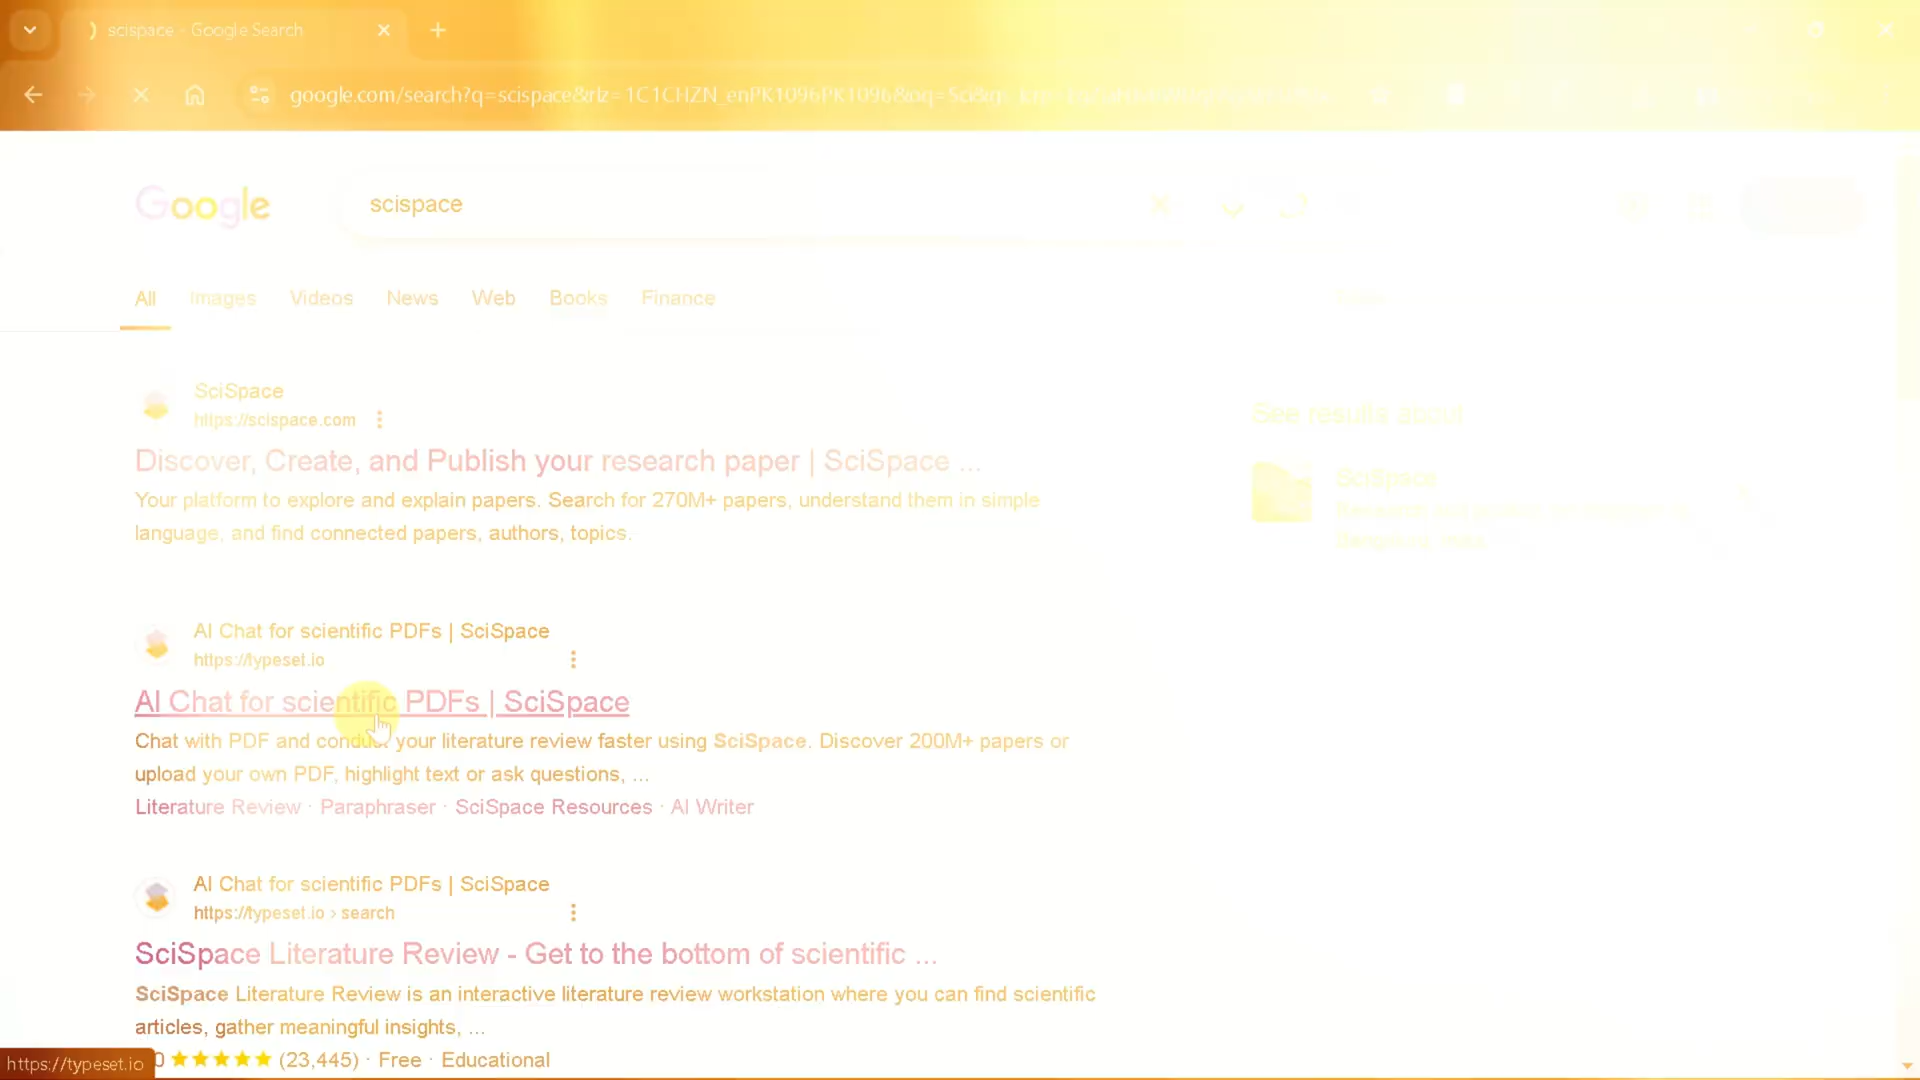 scispace - Google Search
google.com/search?q=scispace&rlz=1C1CHZN_enPK1096PK1096&oq=Sci&
Google
scispace
All Images Videos News Web Books Finance
SciSpace
https://scispace.com
Discover, Create, and Publish your research paper | SciSpace ...
Your platform to explore and explain papers. Search for 270M+ papers, understand them in simple
language, and find connected papers, authors, topics.
See results about
SciSpace
AI Chat for scientific PDFs | SciSpace
https://typeset.io
AI Chat for scientific PDFs | SciSpace
Chat with PDF and conduct your literature review faster using SciSpace. Discover 200M+ papers or
upload your own PDF, highlight text or ask questions, ...
Literature Review · Paraphraser · SciSpace Resources · AI Writer
AI Chat for scientific PDFs | SciSpace
https://typeset.io › search
SciSpace Literature Review - Get to the bottom of scientific ...
SciSpace Literature Review is an interactive literature review workstation where you can find scientific
articles, gather meaningful insights, ...
0 ★★★★★ (23,445) · Free · Educational
https://typeset.io